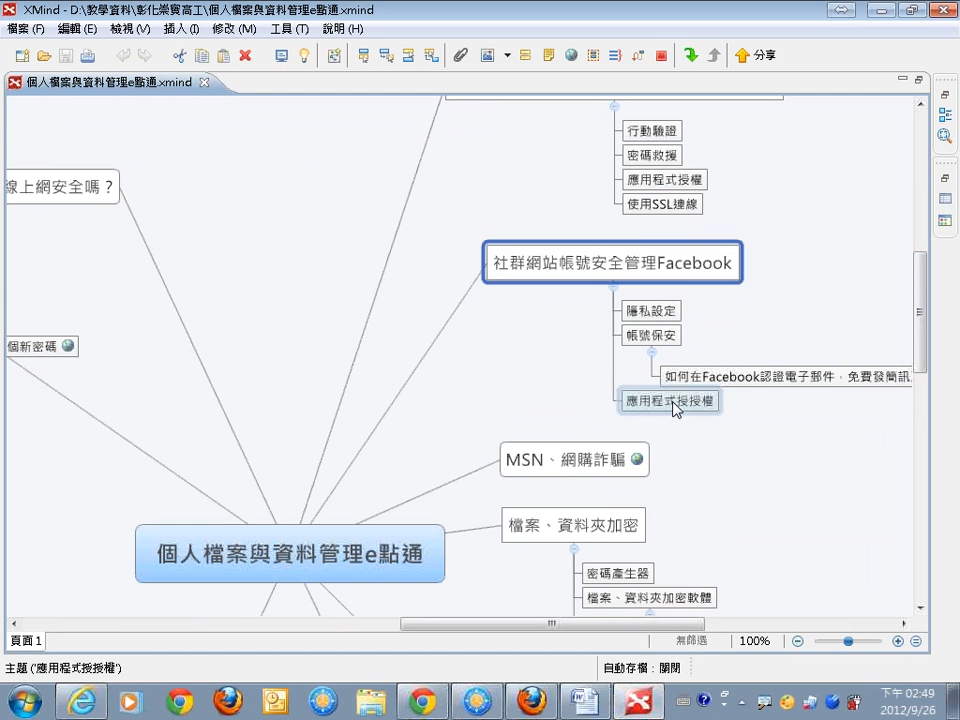 XMind - D:\教學資料\彰化崇實高工\個人檔案與資料管理e點通.xmind
檔案 (F) 編輯 (E) 檢視 (V) 插入 (I) 修改 (M) 工具 (T) 說明 (H)
分享
個人檔案與資料管理e點通.xmind
行動驗證
密碼救援
應用程式授權
使用SSL連線
線上網安全嗎？
社群網站帳號安全管理Facebook
隱私設定
帳號保安
個新密碼
如何在Facebook認證電子郵件，免費發簡訊
應用程式授授權
MSN、網購詐騙
檔案、資料夾加密
個人檔案與資料管理e點通
密碼產生器
檔案、資料夾加密軟體
頁面 1
無篩選 100%
主題 ('應用程式授授權')
自動存檔：關閉
下午 02:49
2012/9/26